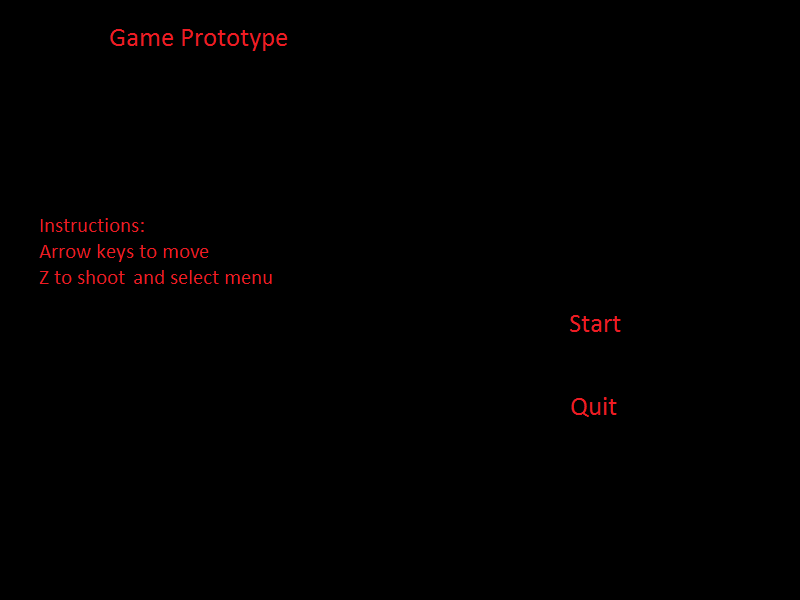 Game Prototype
Instructions:
Arrow keys to move
Z to shoot and select menu
Start
Quit